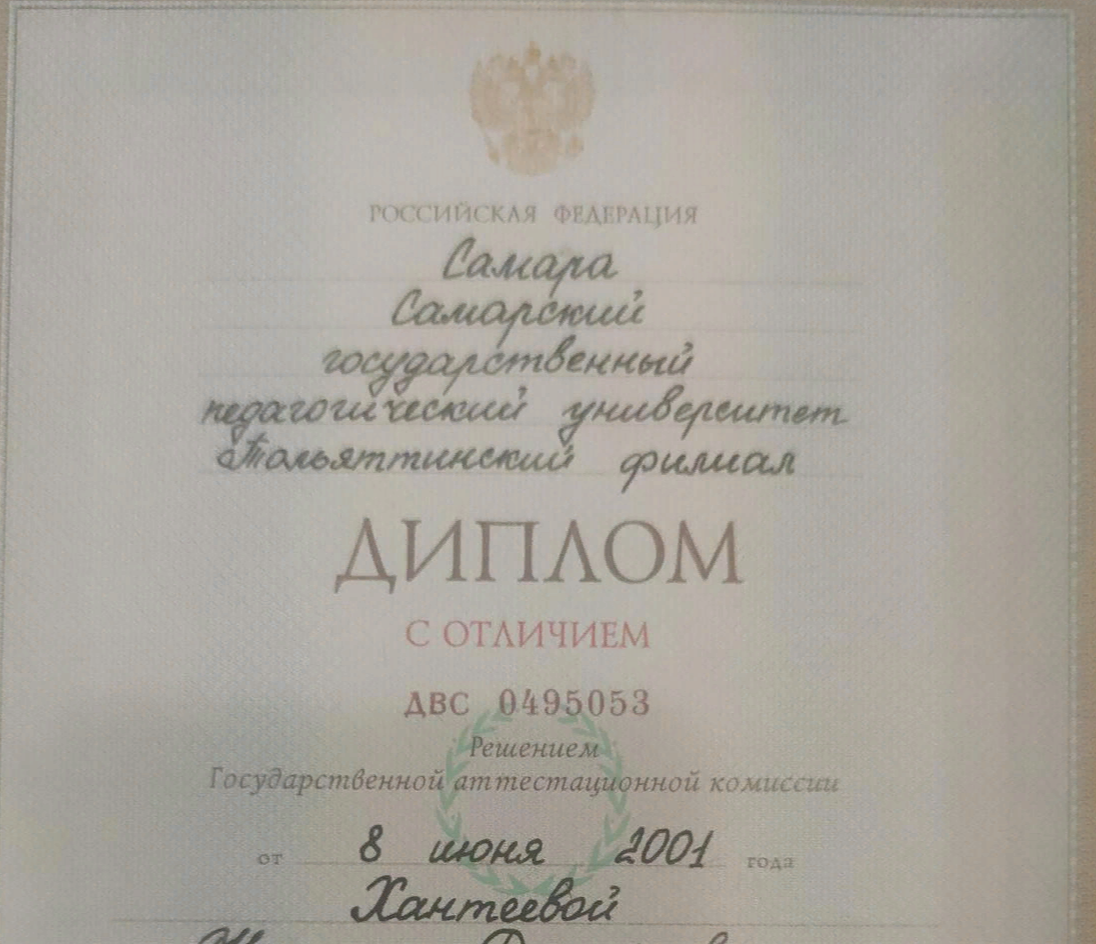 РОССИЙСКАЯ ФЕДЕРАЦИЯ
Самара
Самарский
государственный
педагогический университет
Тольяттинский филиал
ДИПЛОМ
С ОТЛИЧИЕМ
ДВС 0495053
Решением
Государственной аттестационной комиссии
от 8 июня 2001 года
Хантеевой